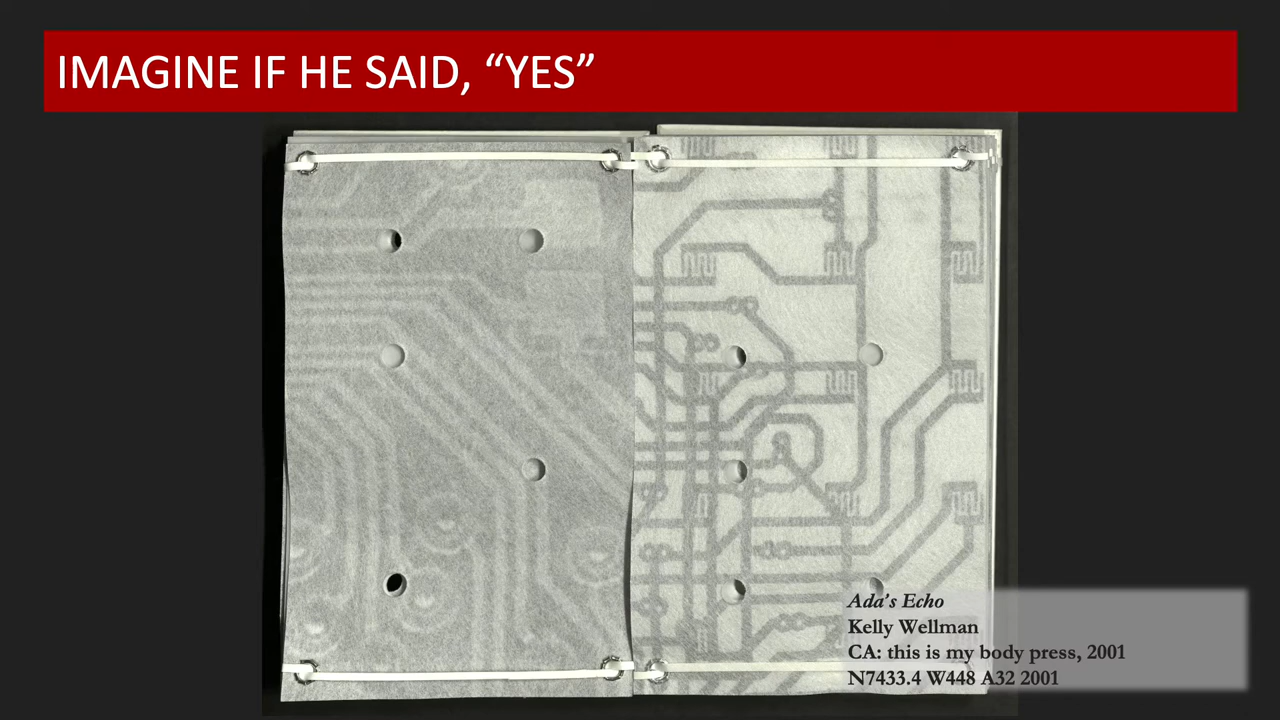 IMAGINE IF HE SAID, “YES”
Ada's Echo
Kelly Wellman
CA: this is my body press, 2001
N7433.4 W448 A32 2001